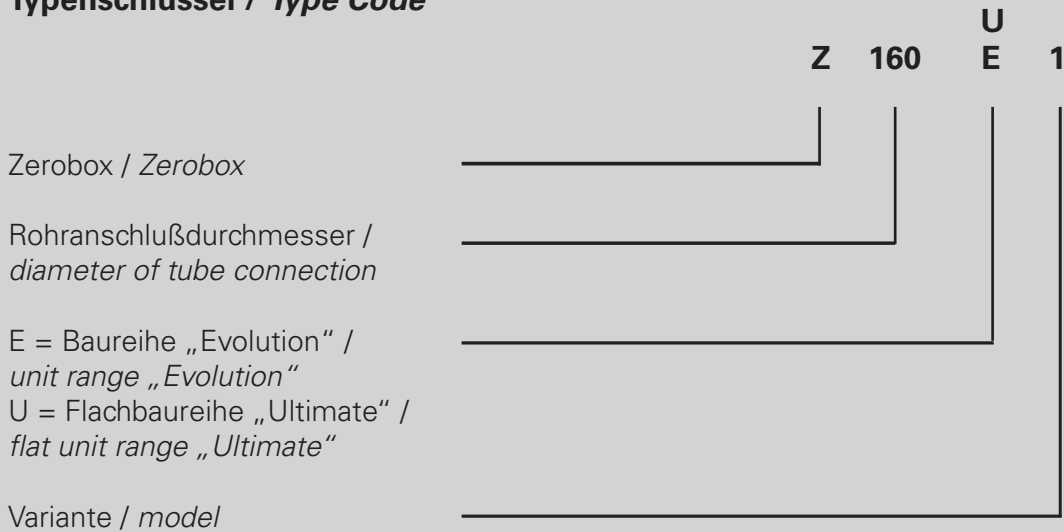 Typenschlüssel / Type Code
U
Z 160 E 1
Zerobox / Zerobox
Rohranschlußdurchmesser /
diameter of tube connection
E = Baureihe „Evolution“ /
unit range „Evolution“
U = Flachbaureihe „Ultimate“ /
flat unit range „Ultimate“
Variante / model